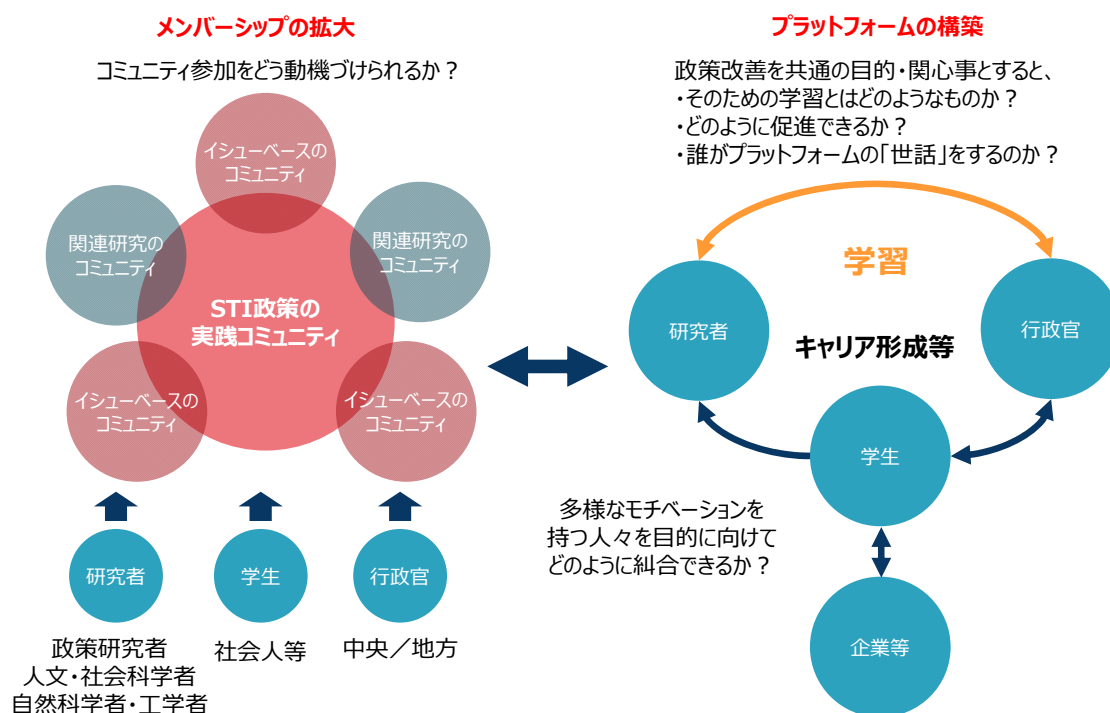 メンバーシップの拡大
コミュニティ参加をどう動機づけられるか？
イシューベースの
コミュニティ
関連研究の
コミュニティ
関連研究の
コミュニティ
STI政策の
実践コミュニティ
イシューベースの
コミュニティ
イシューベースの
コミュニティ
研究者
学生
行政官
政策研究者
人文・社会科学者
自然科学者・工学者
社会人等
中央／地方
プラットフォームの構築
政策改善を共通の目的・関心事とすると、
・そのための学習とはどのようなものか？
・どのように促進できるか？
・誰がプラットフォームの「世話」をするのか？
学習
研究者
行政官
キャリア形成等
学生
多様なモチベーションを
持つ人々を目的に向けて
どのように糾合できるか？
企業等